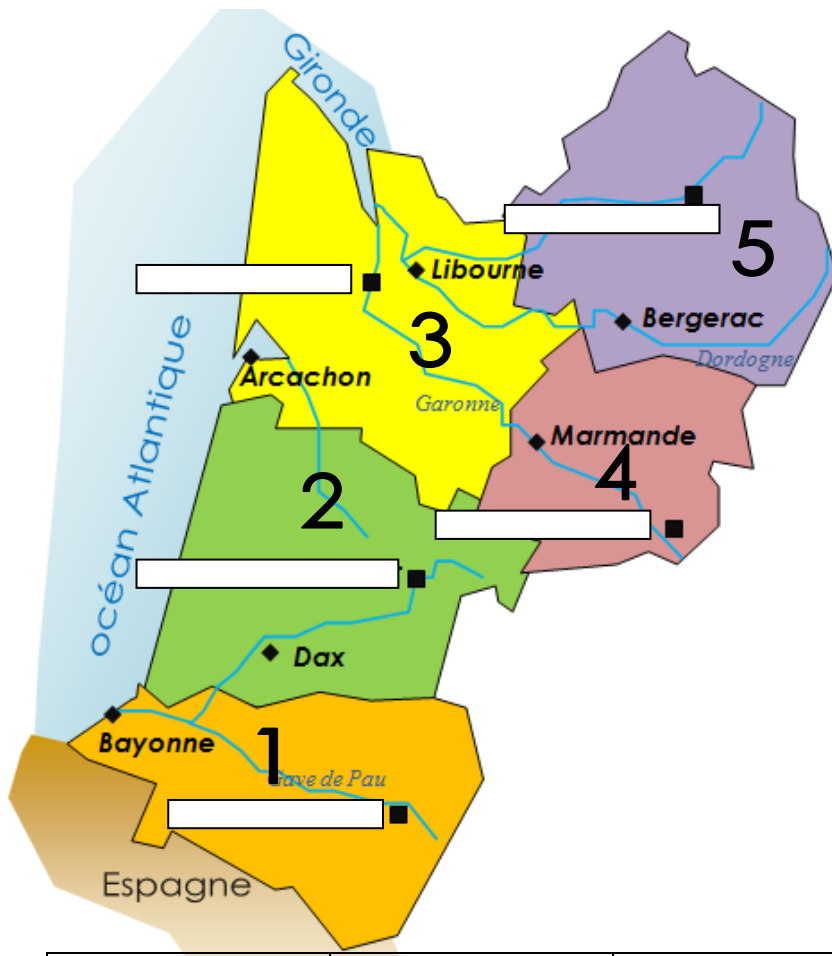 Gironde
5
Libourne
Bergerac
3
océan Atlantique
Dordogne
Arcachon
Garonne
Marmande
4
2
Dax
Bayonne
1
Gave de Pau
Espagne